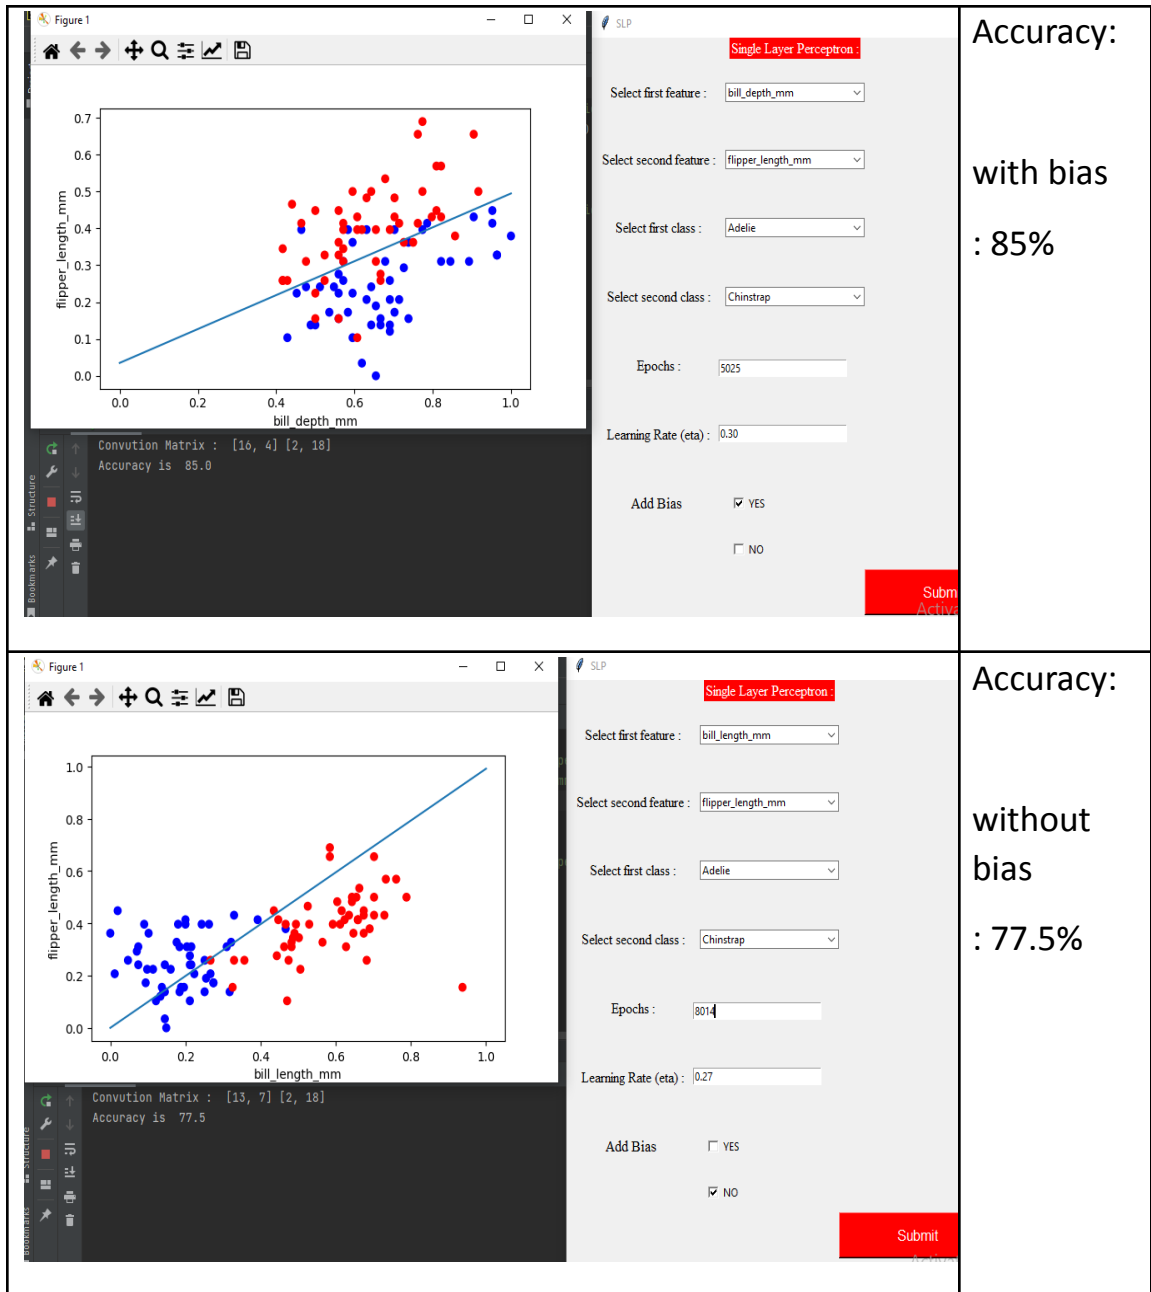 Figure 1
SLP
Single Layer Perceptron :
Select first feature :
bill_depth_mm
Select second feature :
flipper_length_mm
Select first class :
Adelie
Select second class :
Chinstrap
Epochs :
5025
Learning Rate (eta) :
0.30
Add Bias
YES
NO
Subm
Activa
0.7
0.6
0.5
0.4
0.3
0.2
0.1
0.0
flipper_length_mm
0.0 0.2 0.4 0.6 0.8 1.0
bill_depth_mm
Convution Matrix : [16, 4] [2, 18]
Accuracy is 85.0
Structure
Bookmarks
Accuracy:
with bias
: 85%
Figure 1
SLP
Single Layer Perceptron :
Select first feature :
bill_length_mm
Select second feature :
flipper_length_mm
Select first class :
Adelie
Select second class :
Chinstrap
Epochs :
8014
Learning Rate (eta) :
0.27
Add Bias
YES
NO
Submit
1.0
0.8
0.6
0.4
0.2
0.0
flipper_length_mm
0.0 0.2 0.4 0.6 0.8 1.0
bill_length_mm
Convution Matrix : [13, 7] [2, 18]
Accuracy is 77.5
Structure
Bookmarks
Accuracy:
without
bias
: 77.5%